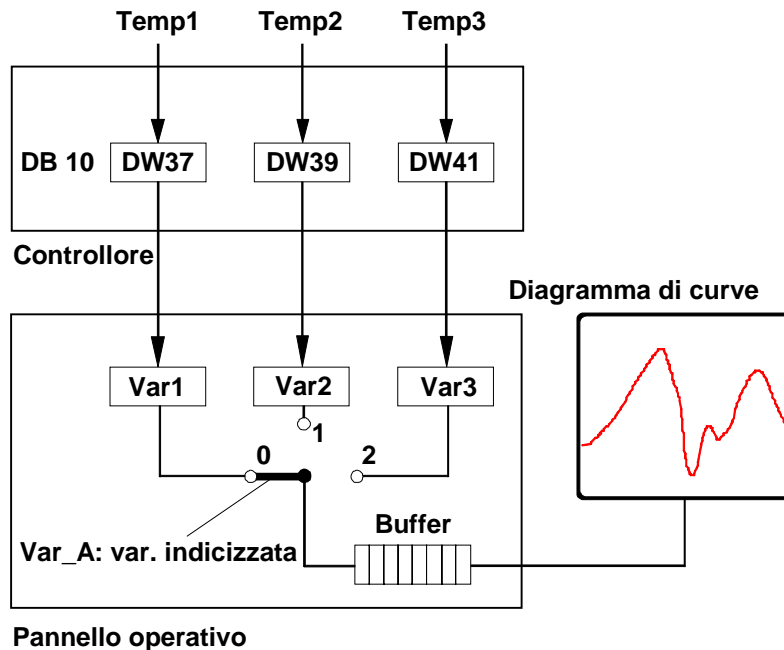 Temp1 Temp2 Temp3
DB 10 DW37 DW39 DW41
Controllore
Diagramma di curve
Var1 Var2 Var3
1
0 2
Buffer
Var_A: var. indicizzata
Pannello operativo